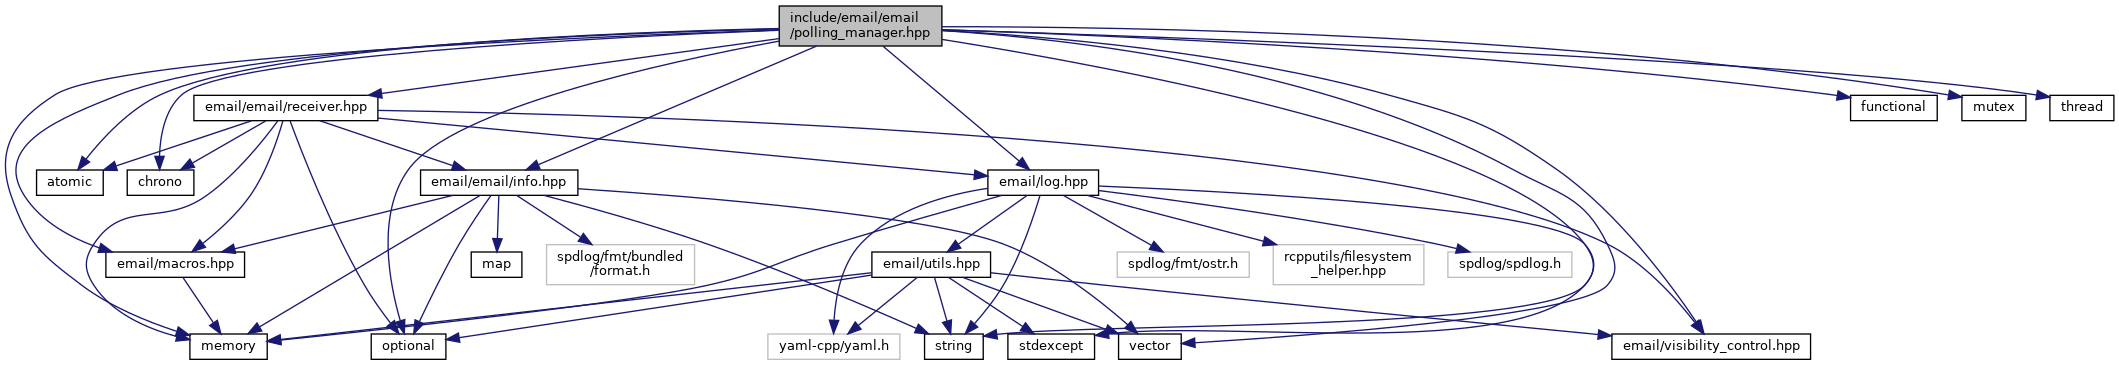 include/email/email
/polling_manager.hpp
email/email/receiver.hpp
functional
mutex
thread
atomic
chrono
email/email/info.hpp
email/log.hpp
email/macros.hpp
map
spdlog/fmt/bundled
/format.h
email/utils.hpp
spdlog/fmt/ostr.h
rcpputils/filesystem
_helper.hpp
spdlog/spdlog.h
memory
optional
yaml-cpp/yaml.h
string
stdexcept
vector
email/visibility_control.hpp